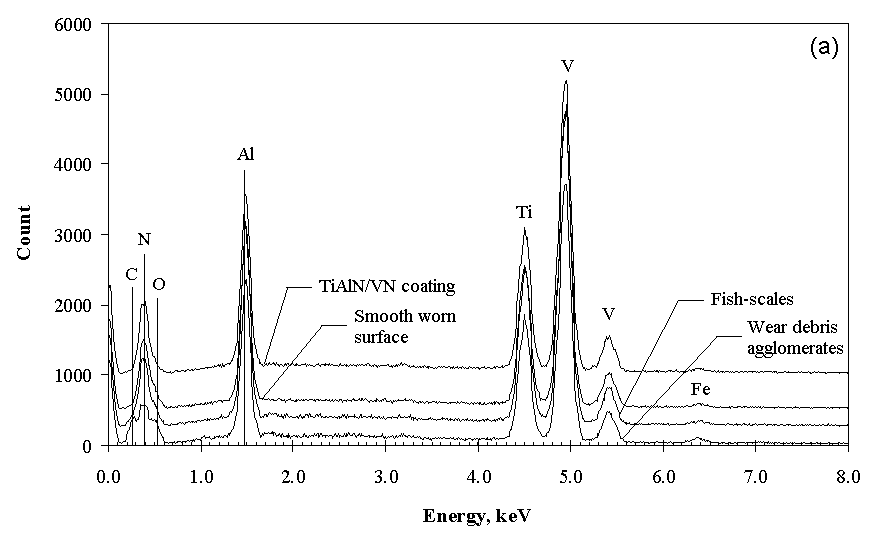 (a)
6000
5000
4000
3000
2000
1000
0
Count
C
N
O
Al
Ti
V
V
Fe
TiAlN/VN coating
Smooth worn
surface
Fish-scales
Wear debris
agglomerates
0.0 1.0 2.0 3.0 4.0 5.0 6.0 7.0 8.0
Energy, keV